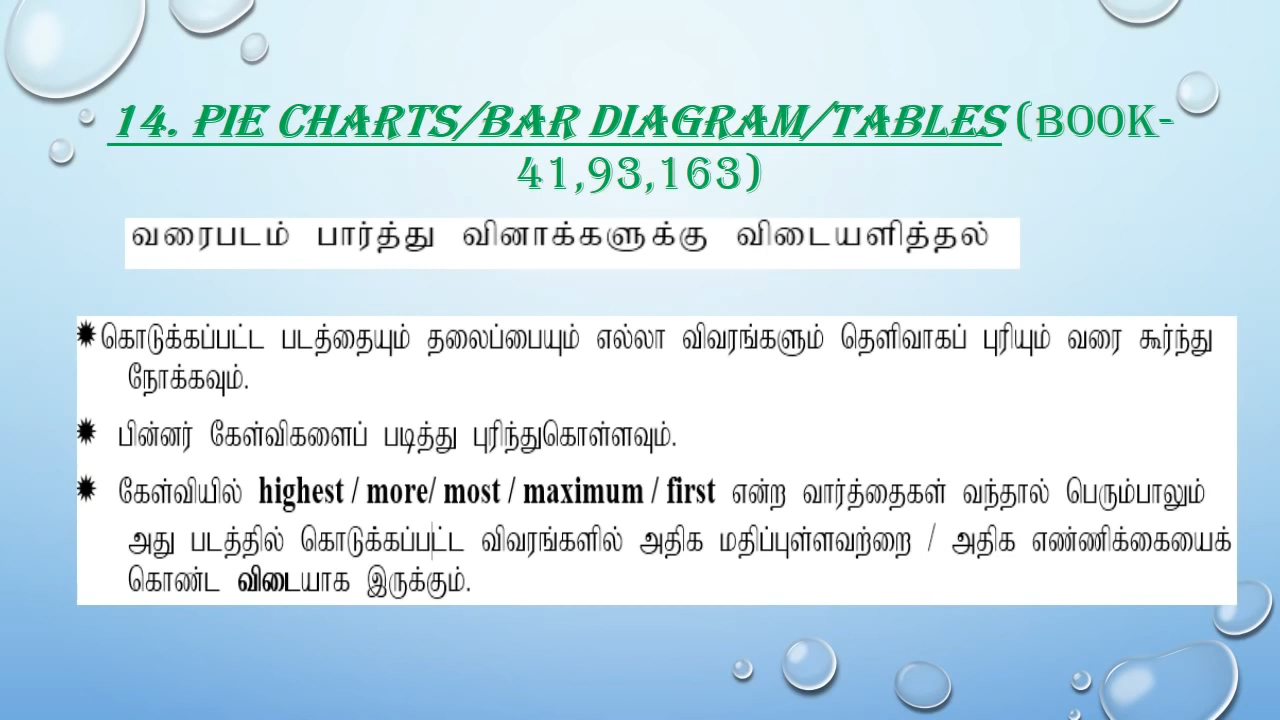 14. PIE CHARTS/BAR DIAGRAM/TABLES (BOOK-
41,93,163)
வரைபடம் பார்த்து வினாக்களுக்கு விடையளித்தல்
✹கொடுக்கப்பட்ட படத்தையும் தலைப்பையும் எல்லா விவரங்களும் தெளிவாகப் புரியும் வரை கூர்ந்து
நோக்கவும்.
✹ பின்னர் கேள்விகளைப் படித்து புரிந்துகொள்ளவும்.
✹ கேள்வியில் highest / more/ most / maximum / first என்ற வார்த்தைகள் வந்தால் பெரும்பாலும்
அது படத்தில் கொடுக்கப்பட்ட விவரங்களில் அதிக மதிப்புள்ளவற்றை / அதிக எண்ணிக்கையைக்
கொண்ட விடையாக இருக்கும்.